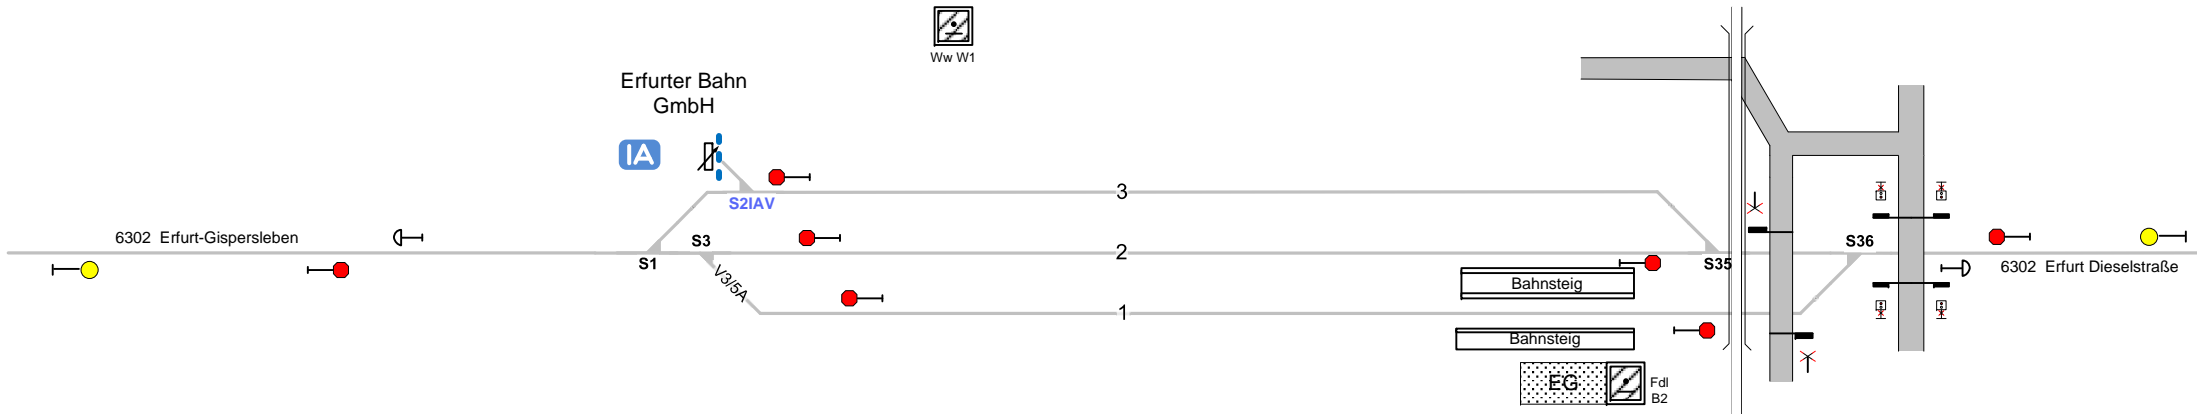 Ww W1
Erfurter Bahn
GmbH
IA
S2IAV
3
6302 Erfurt-Gispersleben
S3
S36
S1
2
S35
6302 Erfurt Dieselstraße
V3/5A
Bahnsteig
1
Bahnsteig
EG
Fdl
B2